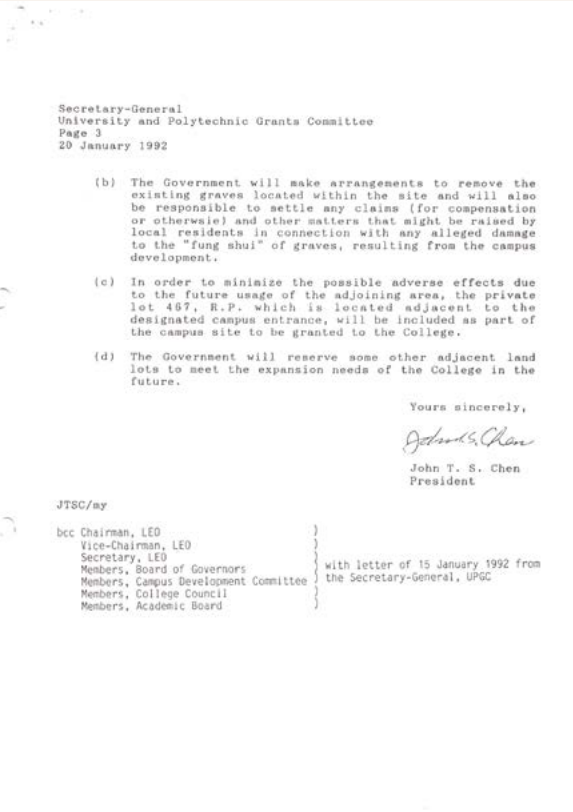 Secretary-General
University and Polytechnic Grants Committee
Page 3
20 January 1992
(b) The Government will make arrangements to remove the
existing graves located within the site and will also
be responsible to settle any claims (for compensation
or otherwsie) and other matters that might be raised by
local residents in connection with any alleged damage
to the "fung shui" of graves, resulting from the campus
development.
(c) In order to minimize the possible adverse effects due
to the future usage of the adjoining area, the private
lot 467, R.P. which is located adjacent to the
designated campus entrance, will be included as part of
the campus site to be granted to the College.
(d) The Government will reserve some other adjacent land
lots to meet the expansion needs of the College in the
future.
Yours sincerely,
John T. S. Chen
John T. S. Chen
President
JTSC/my
bcc Chairman, LEO )
Vice-Chairman, LEO )
Secretary, LEO )
Members, Board of Governors ) with letter of 15 January 1992 from
Members, Campus Development Committee ) the Secretary-General, UPGC
Members, College Council )
Members, Academic Board )